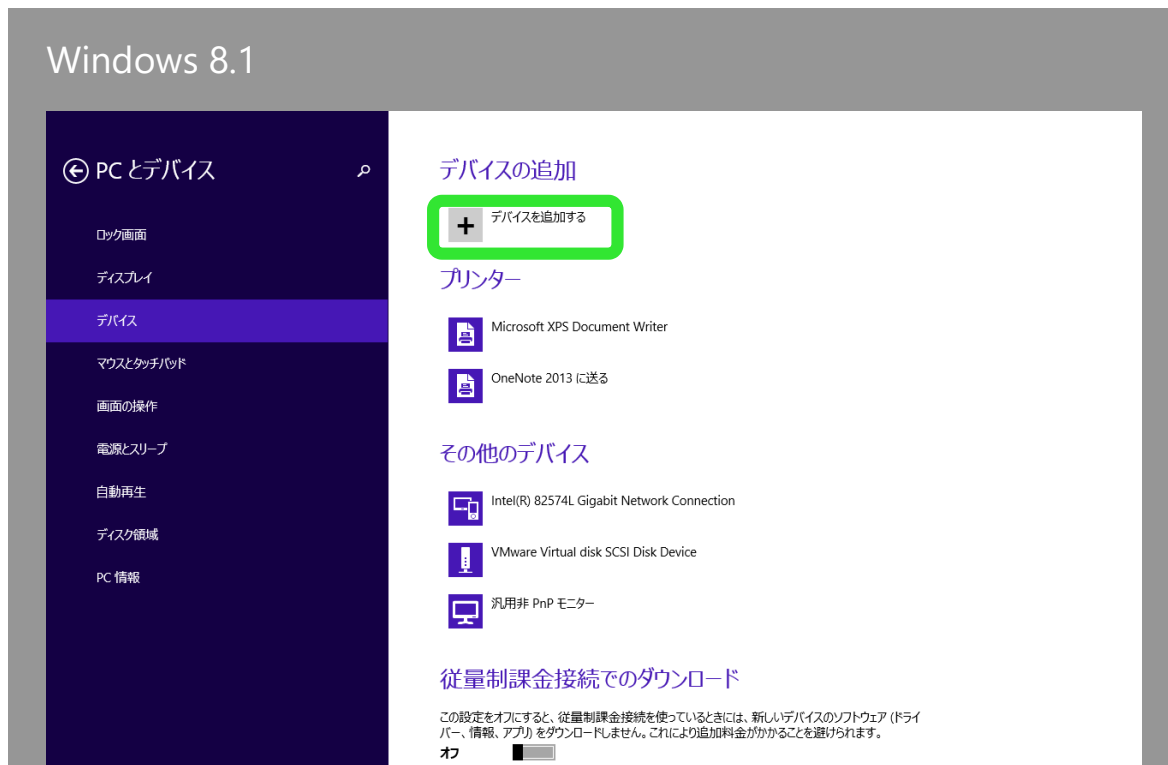 Windows 8.1
PC とデバイス
ロック画面
ディスプレイ
デバイス
マウスとタッチパッド
画面の操作
電源とスリープ
自動再生
ディスク領域
PC 情報
デバイスの追加
デバイスを追加する
プリンター
Microsoft XPS Document Writer
OneNote 2013 に送る
その他のデバイス
Intel(R) 82574L Gigabit Network Connection
VMware Virtual disk SCSI Disk Device
汎用非 PnP モニター
従量制課金接続でのダウンロード
この設定をオフにすると、従量制課金接続を使っているときには、新しいデバイスのソフトウェア (ドライ
バー、情報、アプリ) をダウンロードしません。これにより追加料金がかかることを避けられます。
オフ